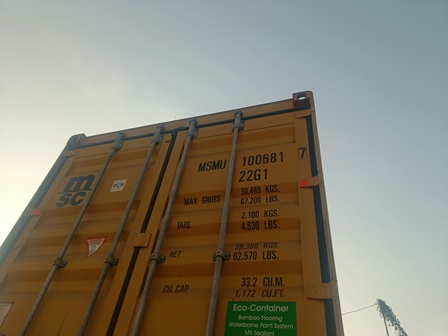 msc
MSMU 100681 7
22G1
MAX. GROSS 30.480 KGS.
67.200 LBS.
TARE 2.100 KGS.
4.630 LBS.
NET 28.380 KGS.
62.570 LBS.
CU.CAP. 33.2 CU.M.
1.172 CU.FT.
Eco-Container
Bamboo Flooring
Waterborne Paint System
MS Sealant